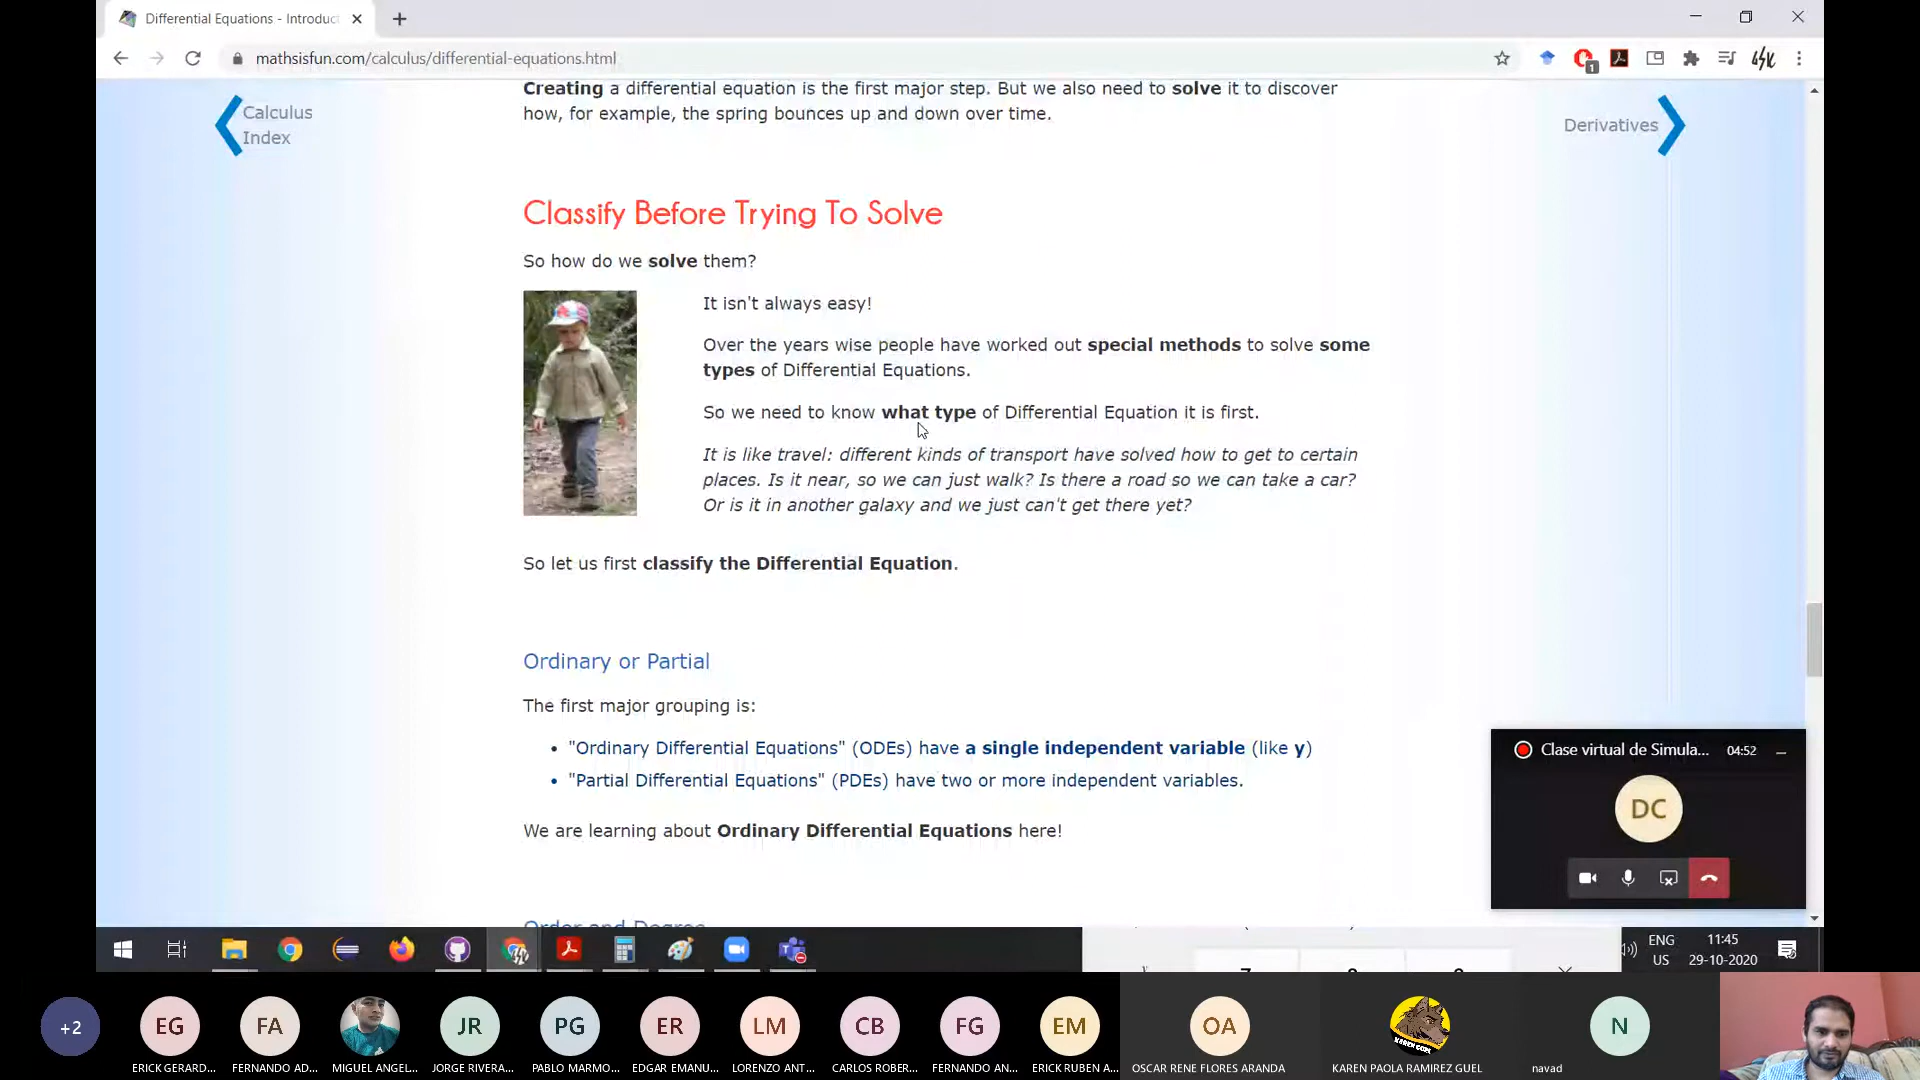 Differential Equations - Introduct
mathsisfun.com/calculus/differential-equations.html
1
Calculus
Index
Derivatives
Creating a differential equation is the first major step. But we also need to solve it to discover
how, for example, the spring bounces up and down over time.
Classify Before Trying To Solve
So how do we solve them?
It isn't always easy!
Over the years wise people have worked out special methods to solve some
types of Differential Equations.
So we need to know what type of Differential Equation it is first.
It is like travel: different kinds of transport have solved how to get to certain
places. Is it near, so we can just walk? Is there a road so we can take a car?
Or is it in another galaxy and we just can't get there yet?
So let us first classify the Differential Equation.
Ordinary or Partial
The first major grouping is:
• "Ordinary Differential Equations" (ODEs) have a single independent variable (like y)
• "Partial Differential Equations" (PDEs) have two or more independent variables.
We are learning about Ordinary Differential Equations here!
Order and Degree
Clase virtual de Simula... 04:52
DC
ENG
US
11:45
29-10-2020
+2
EG
FA
JR
PG
ER
LM
CB
FG
EM
OA
KAREN GUEL
N
ERICK GERARD...
FERNANDO AD...
MIGUEL ANGEL...
JORGE RIVERA...
PABLO MARMO...
EDGAR EMANU...
LORENZO ANT...
CARLOS ROBER...
FERNANDO AN...
ERICK RUBEN A...
OSCAR RENE FLORES ARANDA
KAREN PAOLA RAMIREZ GUEL
navad